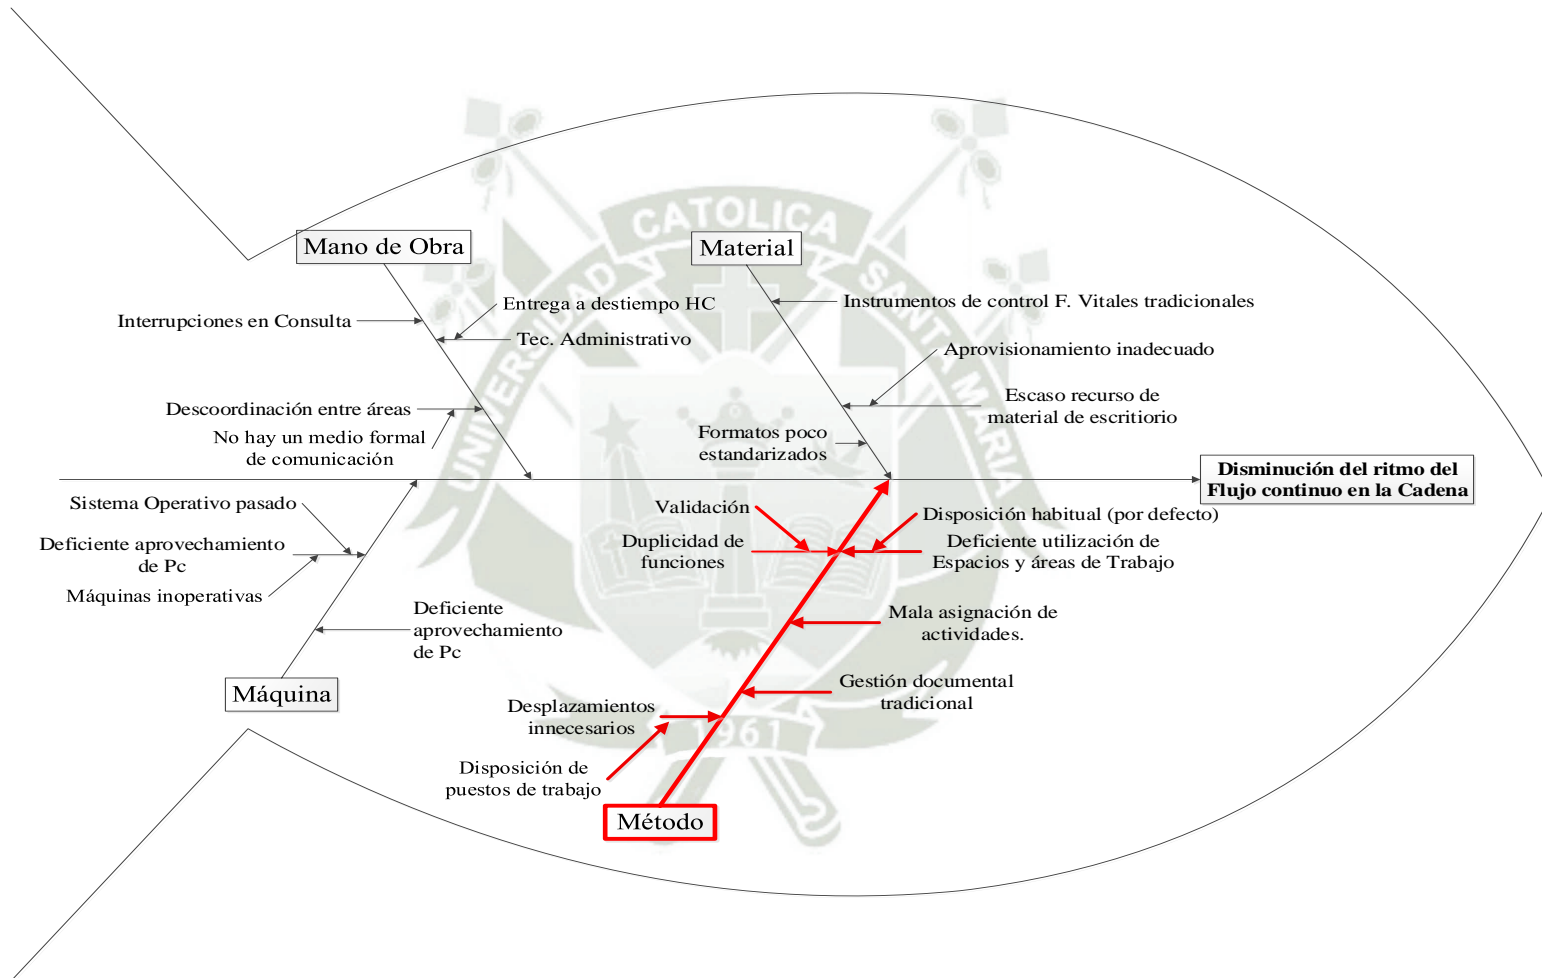 CATOLICA
UNIVERSIDAD
SANTA MARIA
1961
Mano de Obra
Interrupciones en Consulta
Entrega a destiempo HC
Tec. Administrativo
Descoordinación entre áreas
No hay un medio formal
de comunicación
Material
Instrumentos de control F. Vitales tradicionales
Aprovisionamiento inadecuado
Escaso recurso de
material de escritiorio
Formatos poco
estandarizados
Disminución del ritmo del
Flujo continuo en la Cadena
Sistema Operativo pasado
Deficiente aprovechamiento
de Pc
Máquinas inoperativas
Deficiente
aprovechamiento
de Pc
Máquina
Validación
Duplicidad de
funciones
Disposición habitual (por defecto)
Deficiente utilización de
Espacios y áreas de Trabajo
Mala asignación de
actividades.
Gestión documental
tradicional
Desplazamientos
innecesarios
Disposición de
puestos de trabajo
Método